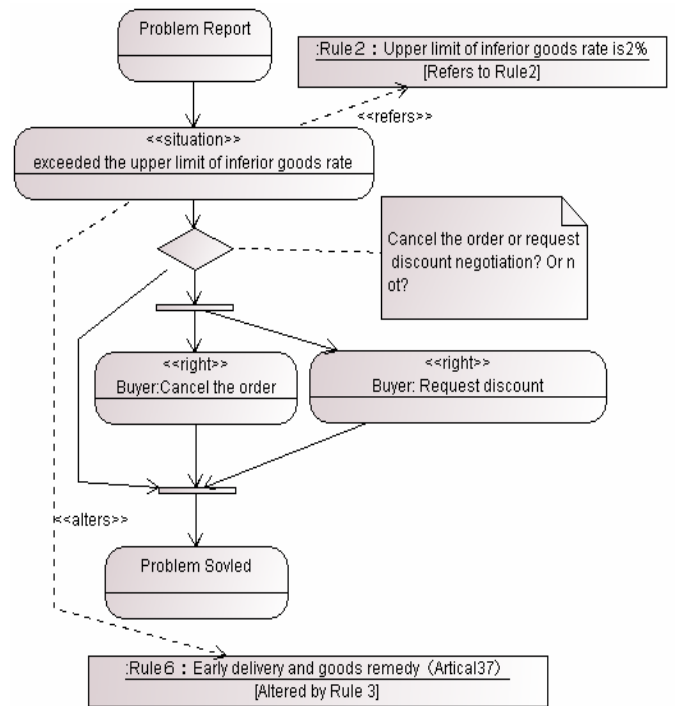 Problem Report
:Rule2：Upper limit of inferior goods rate is2%
[Refers to Rule2]
<<refers>>
<<situation>>
exceeded the upper limit of inferior goods rate
Cancel the order or request
discount negotiation? Or n
ot?
<<right>>
Buyer:Cancel the order
<<right>>
Buyer: Request discount
<<alters>>
Problem Sovled
:Rule6：Early delivery and goods remedy（Artical37）
[Altered by Rule 3]